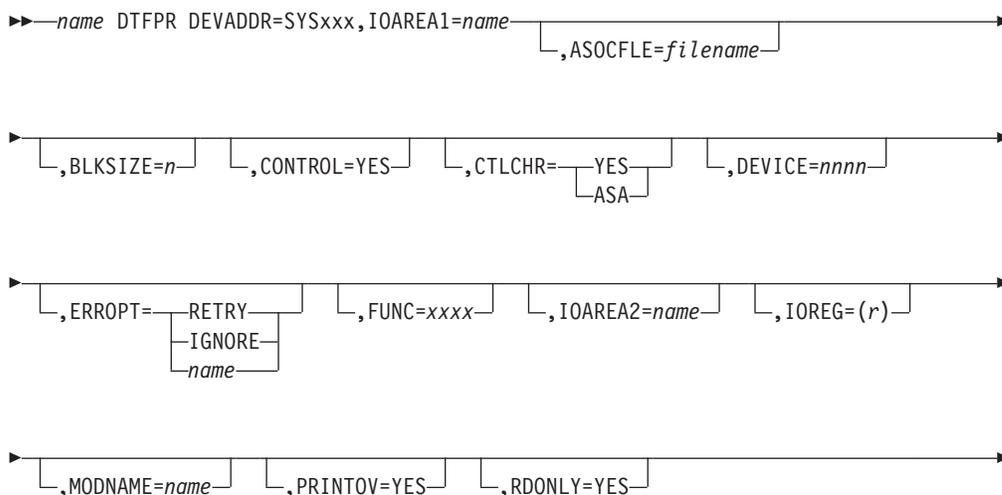 name DTFPR DEVADDR=SYSxxx,IOAREA1=name
,ASOCFLE=filename
,BLKSIZE=n ,CONTROL=YES ,CTLCHR= YES ,DEVICE=nnnn
ASA
,ERROPT= RETRY ,FUNC=xxxx ,IOAREA2=name ,IOREG=(r)
IGNORE
name
,MODNAME=name ,PRINTOV=YES ,RDONLY=YES